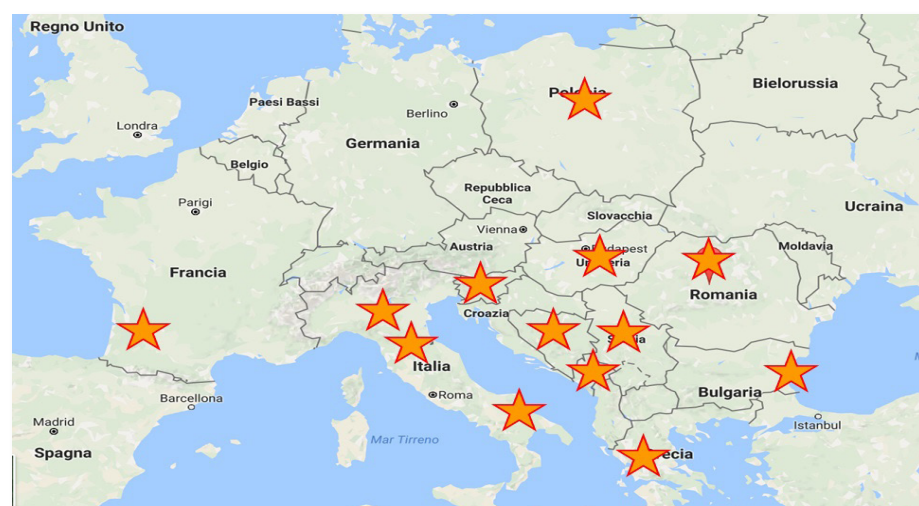 Regno Unito
Bielorussia
Paesi Bassi
Berlino
Londra
Germania
Belgio
Repubblica
Ceca
Parigi
Ucraina
Slovacchia
Vienna
Moldavia
Austria
Francia
Romania
Croazia
Italia
Bulgaria
Roma
Barcellona
Istanbul
Madrid
Mar Tirreno
Spagna